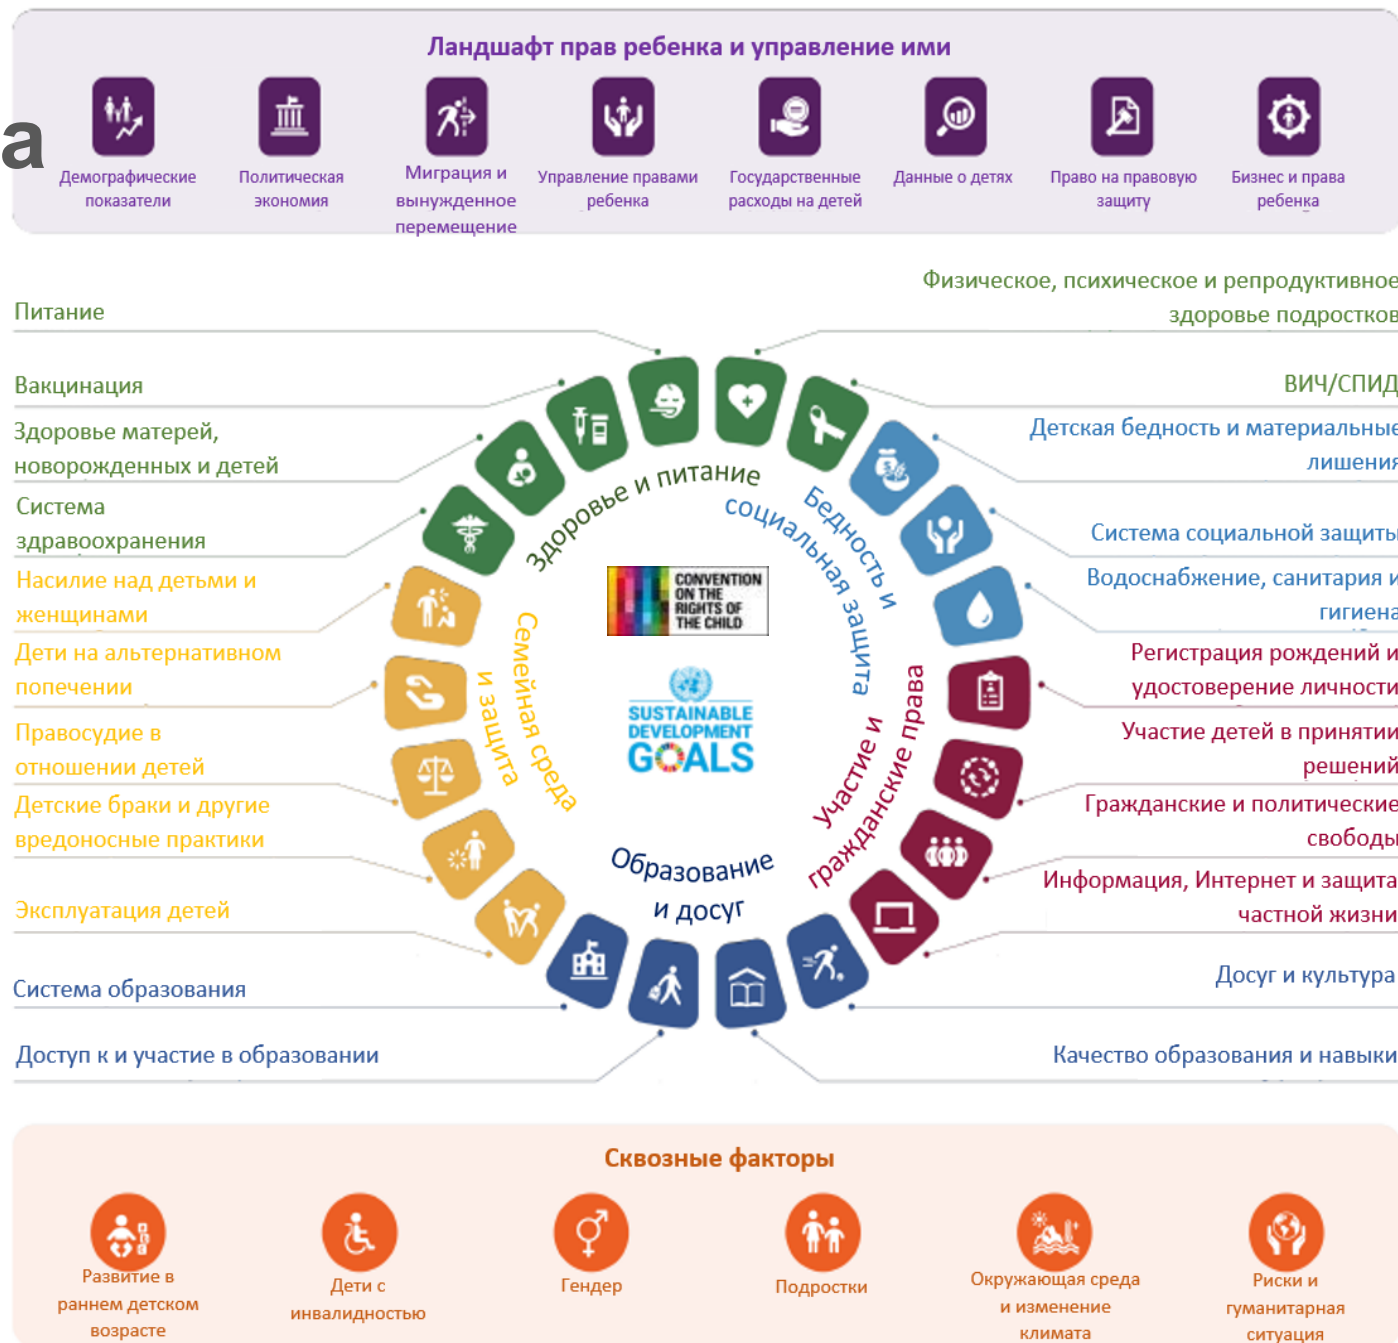 Ландшафт прав ребенка и управление ими
а
Демографические
показатели
Политическая
экономия
Миграция и
вынужденное
перемещение
Управление правами
ребенка
Государственные
расходы на детей
Данные о детях
Право на правовую
защиту
Бизнес и права
ребенка
Питание
Вакцинация
Здоровье матерей,
новорожденных и детей
Система
здравоохранения
Насилие над детьми и
женщинами
Дети на альтернативном
попечении
Правосудие в
отношении детей
Детские браки и другие
вредоносные практики
Эксплуатация детей
Система образования
Доступ к и участие в образовании
Физическое, психическое и репродуктивное
здоровье подростков
ВИЧ/СПИД
Детская бедность и материальные
лишения
Система социальной защиты
Водоснабжение, санитария и
гигиена
Регистрация рождений и
удостоверение личности
Участие детей в принятии
решений
Гражданские и политические
свободы
Информация, Интернет и защита
частной жизни
Досуг и культура
Качество образования и навыки
Здоровье и питание
Бедность и
социальная защита
Семейная среда
и защита
Участие и
гражданские права
Образование
и досуг
CONVENTION
ON THE
RIGHTS OF
THE CHILD
SUSTAINABLE
DEVELOPMENT
GOALS
Сквозные факторы
Развитие в
раннем детском
возрасте
Дети с
инвалидностью
Гендер
Подростки
Окружающая среда
и изменение
климата
Риски и
гуманитарная
ситуация